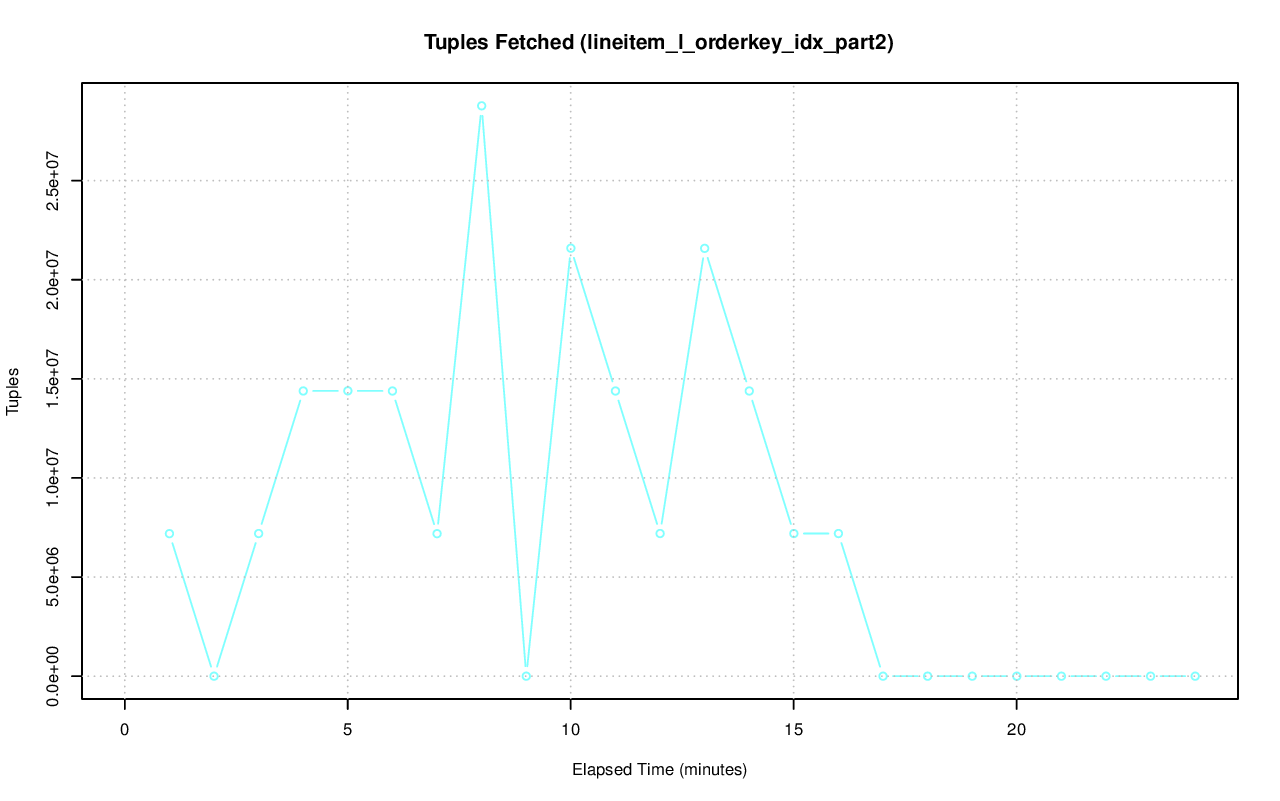 Tuples Fetched (lineitem_l_orderkey_idx_part2)
Tuples
2.5e+07
2.0e+07
1.5e+07
1.0e+07
5.0e+06
0.0e+00
0 5 10 15 20
Elapsed Time (minutes)